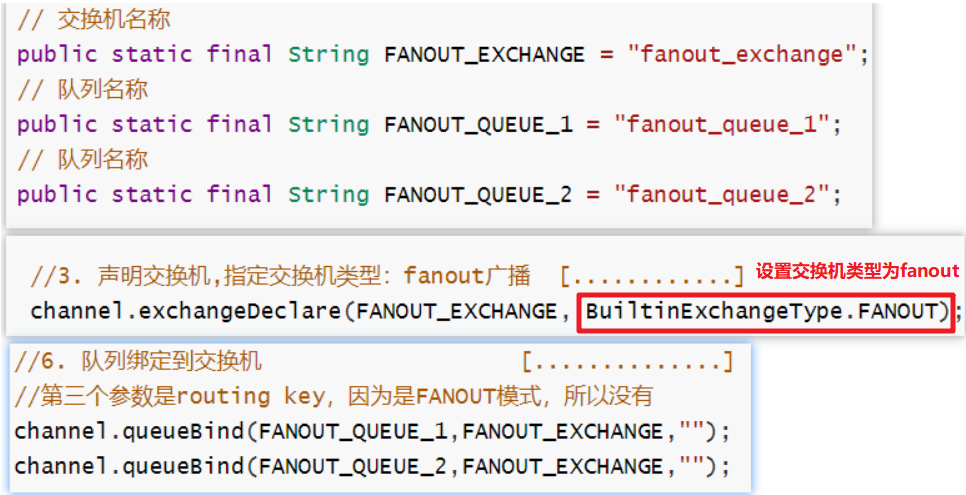 // 交换机名称
public static final String FANOUT_EXCHANGE = "fanout_exchange";
// 队列名称
public static final String FANOUT_QUEUE_1 = "fanout_queue_1";
// 队列名称
public static final String FANOUT_QUEUE_2 = "fanout_queue_2";
//3. 声明交换机,指定交换机类型：fanout广播 [............] 设置交换机类型为fanout
channel.exchangeDeclare(FANOUT_EXCHANGE, BuiltinExchangeType.FANOUT);
//6. 队列绑定到交换机 [..............]
//第三个参数是routing key，因为是FANOUT模式，所以没有
channel.queueBind(FANOUT_QUEUE_1,FANOUT_EXCHANGE,"");
channel.queueBind(FANOUT_QUEUE_2,FANOUT_EXCHANGE,"");